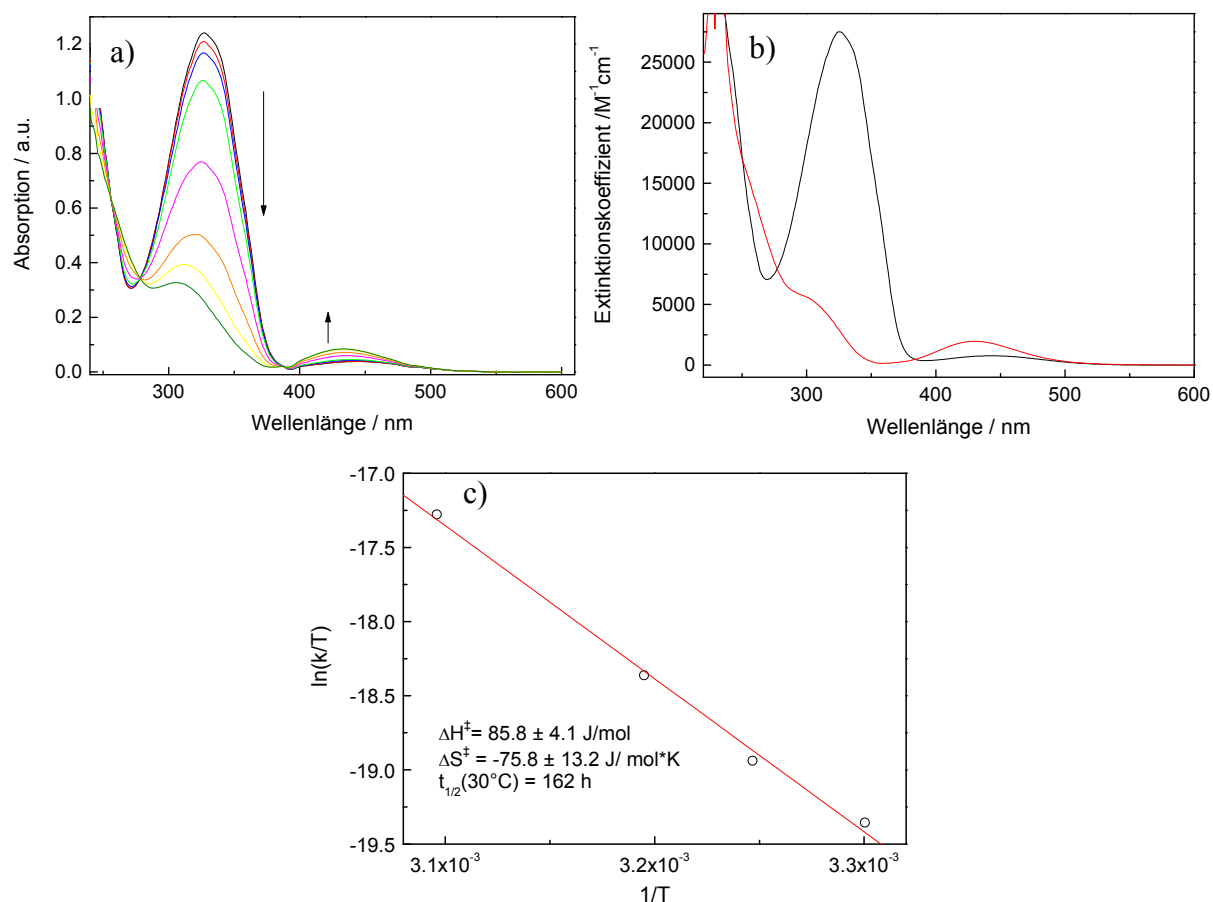 a)
1.2
1.0
0.8
0.6
0.4
0.2
0.0
Absorption / a.u.
300
400
500
600
Wellenlänge / nm
b)
25000
20000
15000
10000
5000
0
Extinktionskoeffizient /M⁻¹cm⁻¹
300
400
500
600
Wellenlänge / nm
c)
-17.0
-17.5
-18.0
-18.5
-19.0
-19.5
ln(k/T)
ΔH‡= 85.8 ± 4.1 J/mol
ΔS‡ = -75.8 ± 13.2 J/ mol*K
t1/2(30°C) = 162 h
3.1x10⁻³
3.2x10⁻³
3.3x10⁻³
1/T